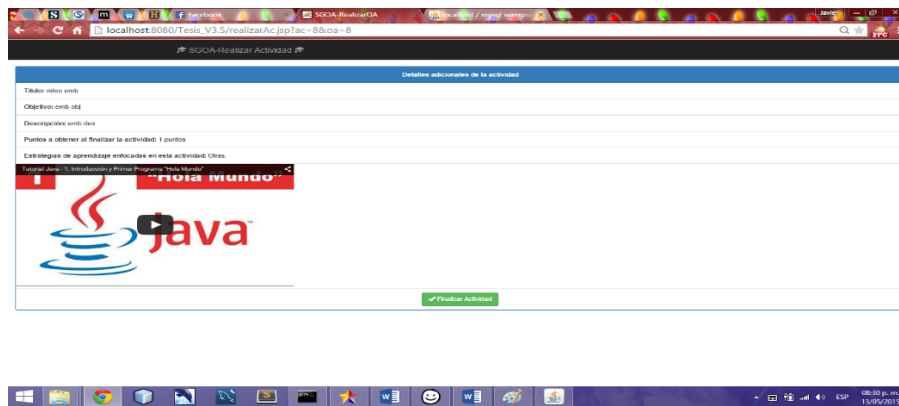 Facebook
SGOA-RealizarOA
localhost / mysql wamp
Javier
localhost:8080/Tesis_V3.5/realizarAc.jsp?ac=8&oa=8
21°C
SGOA-Realizar Actividad
Detalles adicionales de la actividad
Titulo: video emb
Objetivo: emb obj
Descripción: emb des
Puntos a obtener al finalizar la actividad: 1 puntos
Estrategias de aprendizaje enfocadas en esta actividad: Otras.
Tutorial Java - 1. Introducción y Primer Programa "Hola Mundo"
"Hola Mundo"
java
Finalizar Actividad
ESP
08:30 p. m.
13/05/2015